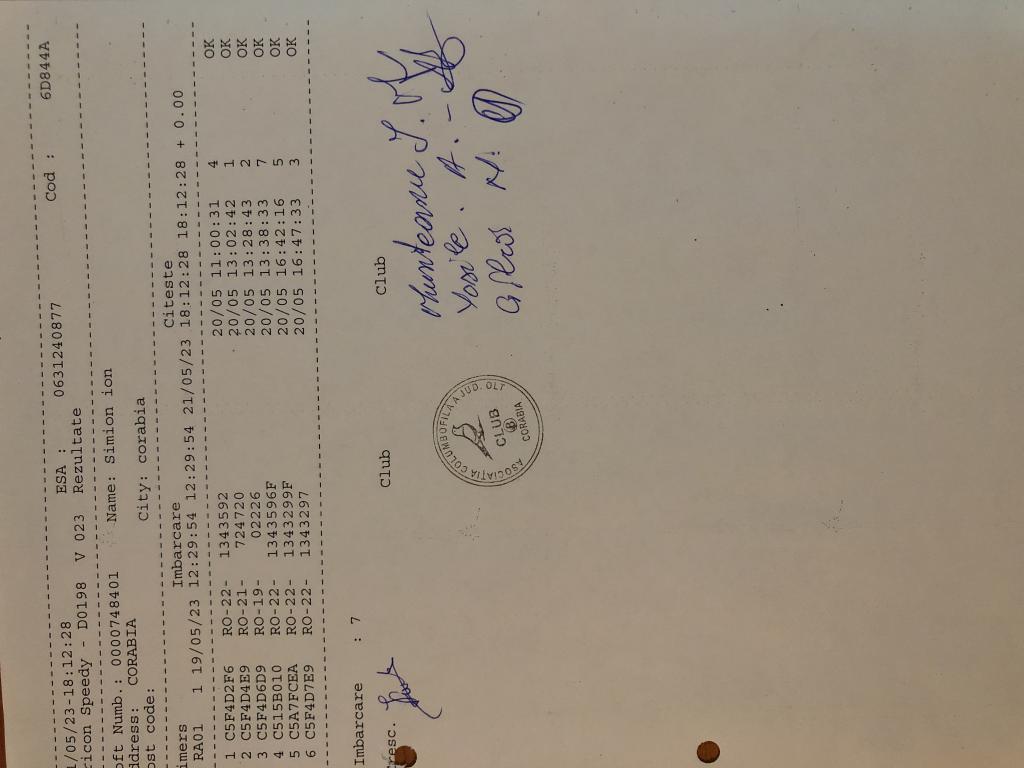 1/05/23-18:12:28 ESA : 0631240877 Cod : 6D844A
ricon Speedy - D0198 V 023 Rezultate
oft Numb.: 0000748401 Name: Simion ion
ddress: CORABIA
ost code: City: corabia
imers Imbarcare Citeste
RA01 1 19/05/23 12:29:54 12:29:54 21/05/23 18:12:28 18:12:28 + 0.00
1 C5F4D2F6 RO-22- 1343592 20/05 11:00:31 4 OK
2 C5F4D4E9 RO-21- 724720 20/05 13:02:42 1 OK
3 C5F4D6D9 RO-19- 02226 20/05 13:28:43 2 OK
4 C515B010 RO-22- 1343596F 20/05 13:38:33 7 OK
5 C5A7FCEA RO-22- 1343299F 20/05 16:42:16 5 OK
6 C5F4D7E9 RO-22- 1343297 20/05 16:47:33 3 OK
Imbarcare : 7
resc. Club Club
Munteanu I.
Vasile. A. -
ASOCIAȚIA COLUMBOFILA A JUD. OLT
CLUB
B
CORABIA